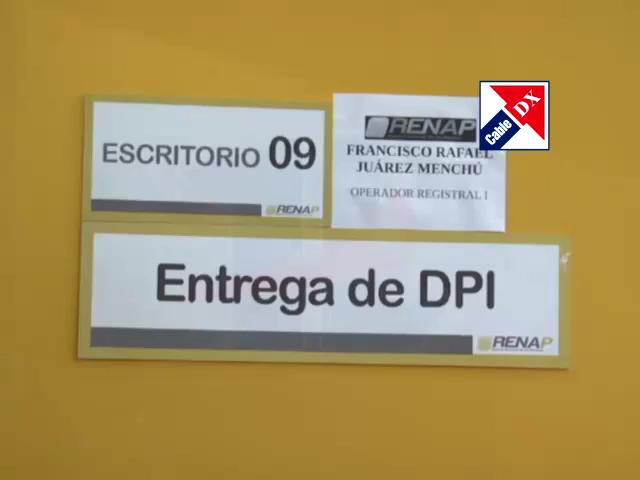 ESCRITORIO 09
RENAP
RENAP
FRANCISCO RAFAEL
JUÁREZ MENCHÚ
OPERADOR REGISTRAL I
Cable DX
Entrega de DPI
RENAP